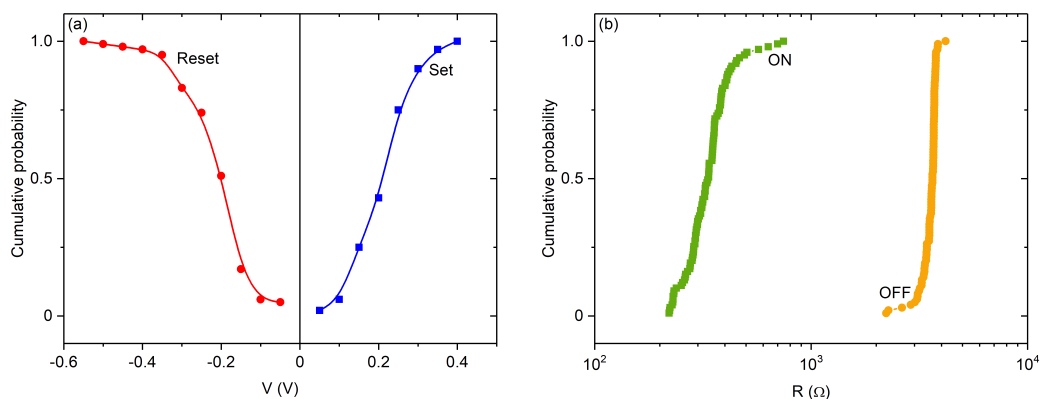 (a)
Reset
Set
Cumulative probability
1.0
0.5
0
-0.6
-0.4
-0.2
0
0.2
0.4
V (V)
(b)
ON
OFF
Cumulative probability
1.0
0.5
0
10²
10³
10⁴
R (Ω)